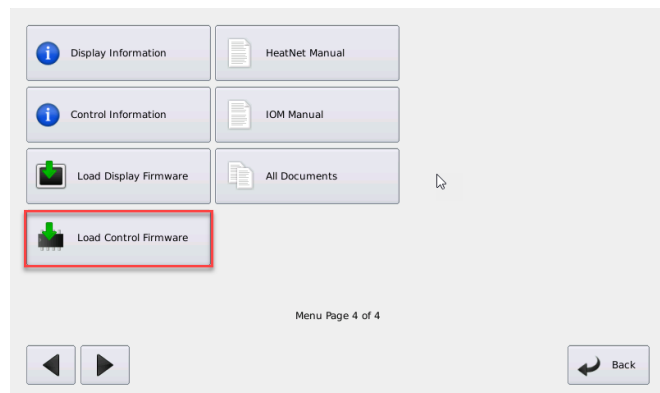 Display Information
HeatNet Manual
Control Information
IOM Manual
Load Display Firmware
All Documents
Load Control Firmware
Menu Page 4 of 4
Back